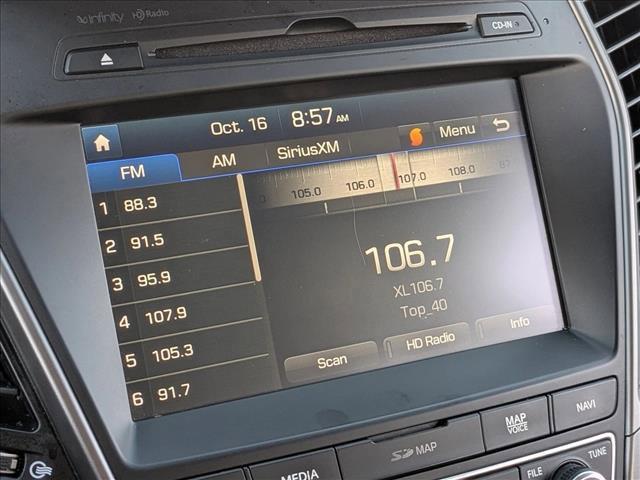 infinity HD Radio
CD-IN
Oct. 16 8:57 AM
FM AM SiriusXM Menu
105.0 106.0 107.0 108.0 87
1 88.3
2 91.5
3 95.9
4 107.9
5 105.3
6 91.7
106.7
XL106.7
Top_40
Scan HD Radio Info
MEDIA SD MAP MAP VOICE NAVI
FILE TUNE